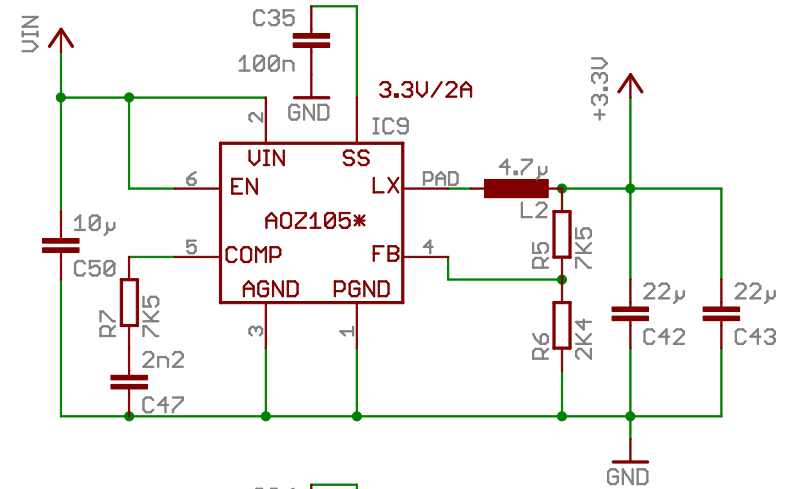 VIN
C35
100n
GND
3.3V/2A
+3.3V
2
IC9
VIN
SS
6
EN
LX
PAD
4.7µ
L2
AOZ105*
10µ
C50
5
COMP
FB
4
R5
7K5
AGND
PGND
R7
7K5
3
1
R6
2K4
22µ
C42
22µ
C43
2n2
C47
GND